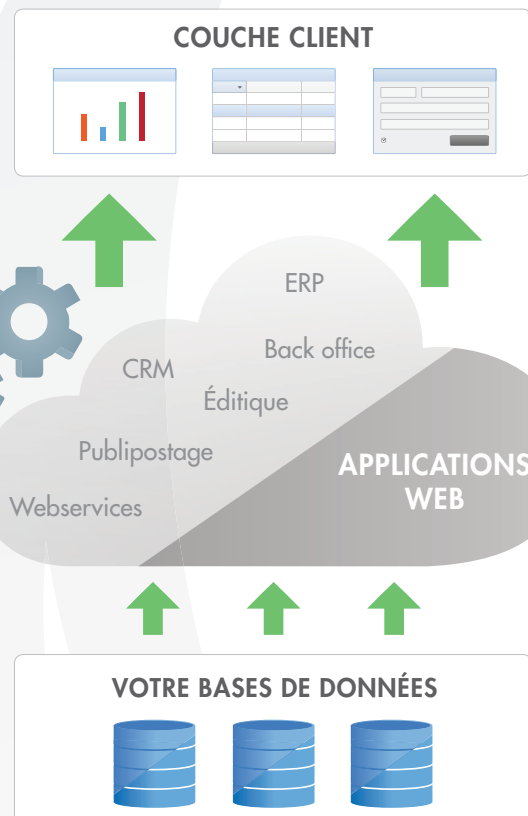 COUCHE CLIENT
ERP
Back office
CRM
Éditique
Publipostage
APPLICATIONS
WEB
Webservices
VOTRE BASES DE DONNÉES